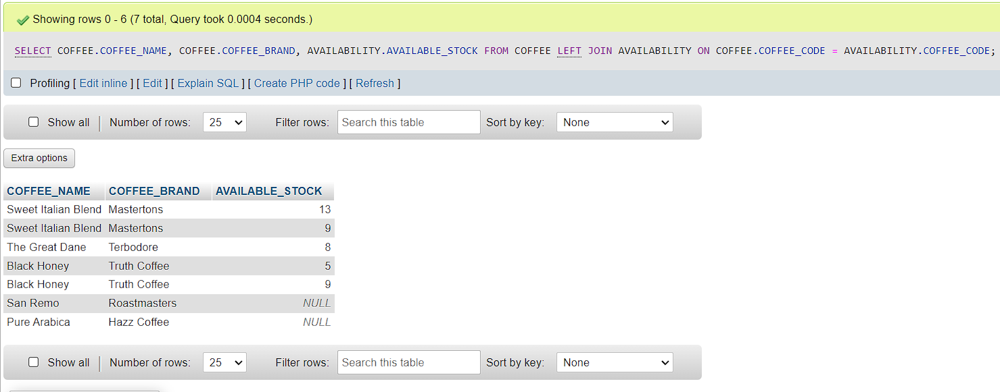 Showing rows 0 - 6 (7 total, Query took 0.0004 seconds.)
SELECT COFFEE.COFFEE_NAME, COFFEE.COFFEE_BRAND, AVAILABILITY.AVAILABLE_STOCK FROM COFFEE LEFT JOIN AVAILABILITY ON COFFEE.COFFEE_CODE = AVAILABILITY.COFFEE_CODE;
Profiling [ Edit inline ] [ Edit ] [ Explain SQL ] [ Create PHP code ] [ Refresh ]
Show all | Number of rows: 25 Filter rows: Search this table Sort by key: None
Extra options
COFFEE_NAME COFFEE_BRAND AVAILABLE_STOCK
Sweet Italian Blend Mastertons 13
Sweet Italian Blend Mastertons 9
The Great Dane Terbodore 8
Black Honey Truth Coffee 5
Black Honey Truth Coffee 9
San Remo Roastmasters NULL
Pure Arabica Hazz Coffee NULL
Show all | Number of rows: 25 Filter rows: Search this table Sort by key: None